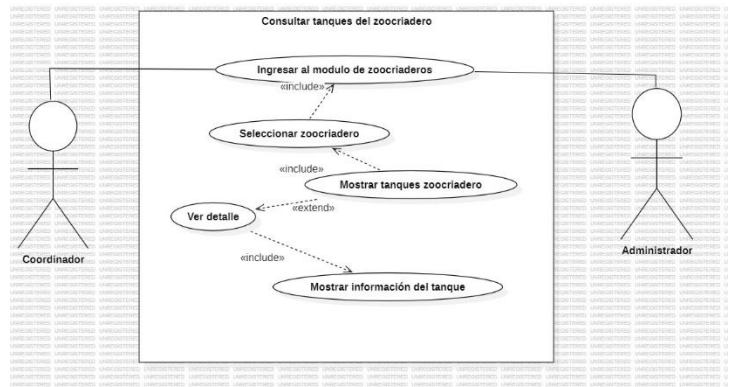 Consultar tanques del zoocriadero
Ingresar al modulo de zoocriaderos
«include»
Seleccionar zoocriadero
«include»
Mostrar tanques zoocriadero
«extend»
Ver detalle
«include»
Mostrar información del tanque
Coordinador
Administrador